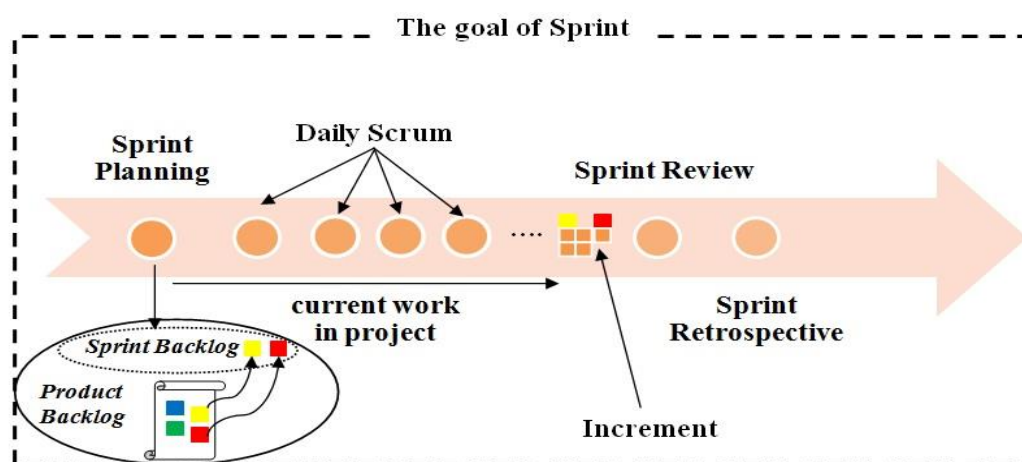 The goal of Sprint
Sprint
Planning
Daily Scrum
Sprint Review
....
current work
in project
Sprint
Retrospective
Sprint Backlog
Product
Backlog
Increment